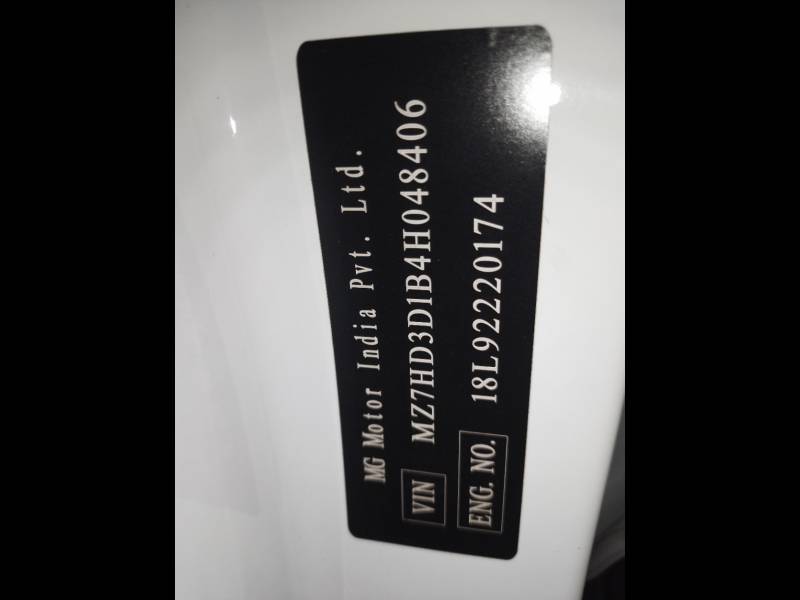 MG Motor India Pvt. Ltd.
VIN MZ7HD3D1B4H048406
ENG. NO. 18L92220174